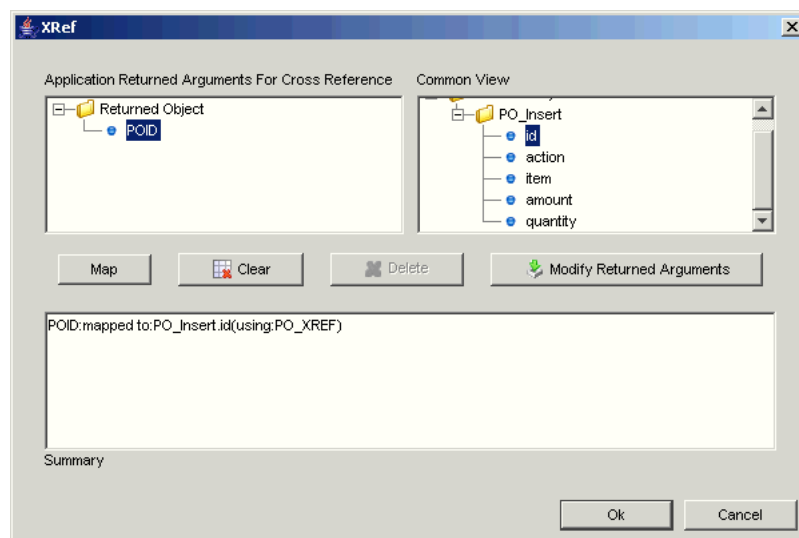 XRef
Application Returned Arguments For Cross Reference
Common View
Returned Object
POID
PO_Insert
id
action
item
amount
quantity
Map
Clear
Delete
Modify Returned Arguments
POID:mapped to:PO_Insert.id(using:PO_XREF)
Summary
Ok
Cancel